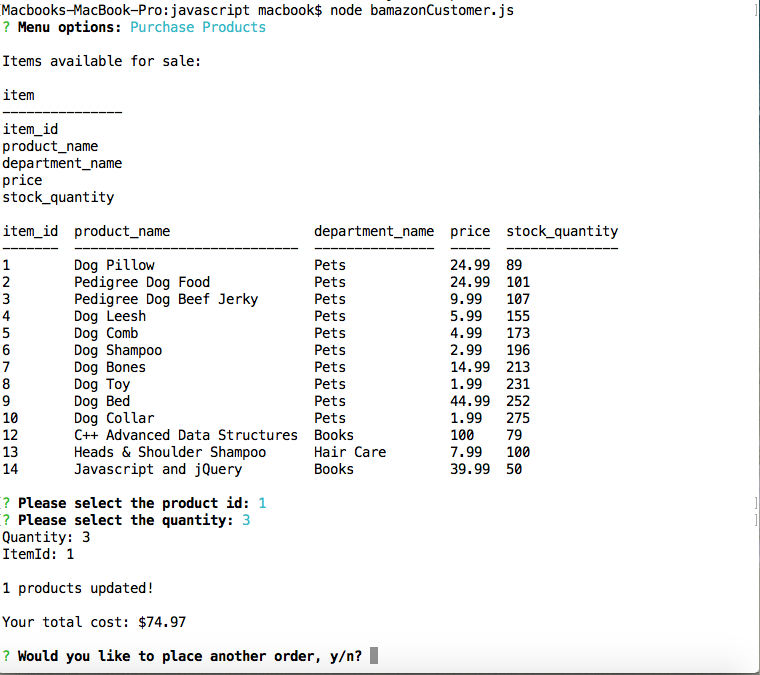 Macbooks-MacBook-Pro:javascript macbook$ node bamazonCustomer.js
? Menu options: Purchase Products
Items available for sale:
item
---------------
item_id
product_name
department_name
price
stock_quantity
item_id  product_name                  department_name  price  stock_quantity
-------  ----------------------------  ---------------  -----  --------------
1        Dog Pillow                    Pets             24.99  89
2        Pedigree Dog Food             Pets             24.99  101
3        Pedigree Dog Beef Jerky       Pets             9.99   107
4        Dog Leesh                     Pets             5.99   155
5        Dog Comb                      Pets             4.99   173
6        Dog Shampoo                   Pets             2.99   196
7        Dog Bones                     Pets             14.99  213
8        Dog Toy                       Pets             1.99   231
9        Dog Bed                       Pets             44.99  252
10       Dog Collar                    Pets             1.99   275
12       C++ Advanced Data Structures  Books            100    79
13       Heads & Shoulder Shampoo      Hair Care        7.99   100
14       Javascript and jQuery         Books            39.99  50
? Please select the product id: 1
? Please select the quantity: 3
Quantity: 3
ItemId: 1
1 products updated!
Your total cost: $74.97
? Would you like to place another order, y/n?